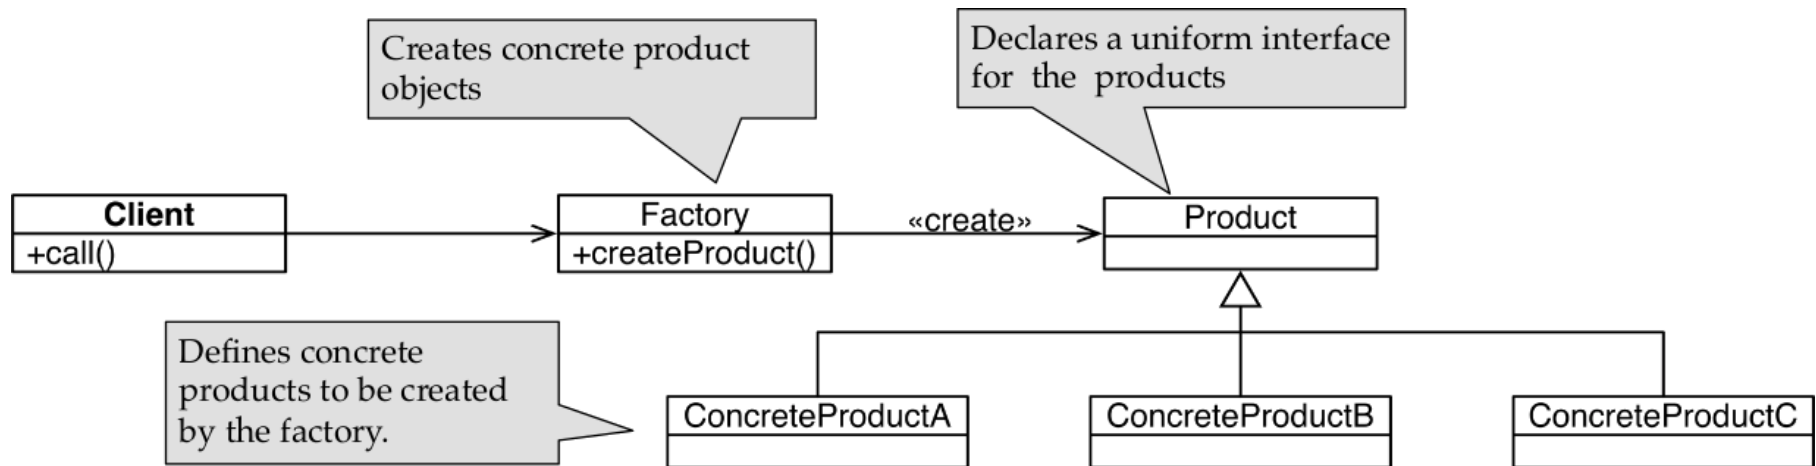 Creates concrete product
objects
Declares a uniform interface
for the products
Client
+call()
Factory
+createProduct()
«create»
Product
Defines concrete
products to be created
by the factory.
ConcreteProductA
ConcreteProductB
ConcreteProductC